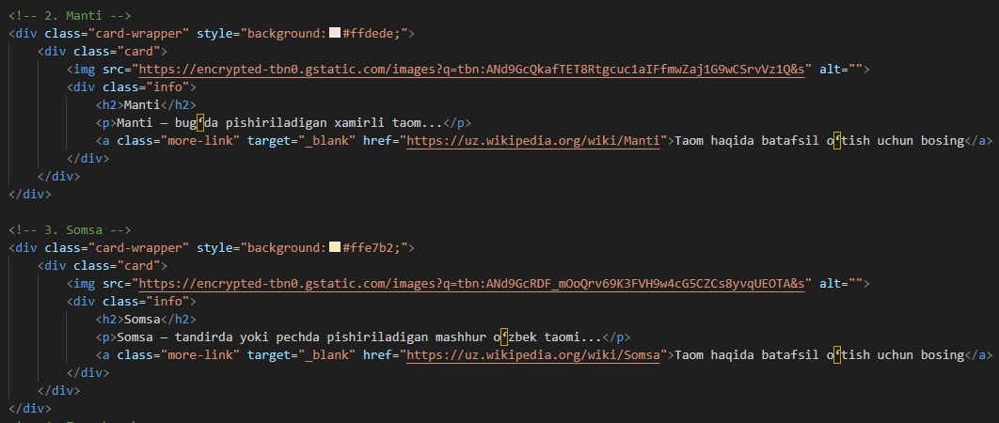 <!-- 2. Manti -->
<div class="card-wrapper" style="background:#ffdede;">
<div class="card">
<img src="https://encrypted-tbn0.gstatic.com/images?q=tbn:ANd9GcQkafTET8Rtgcuc1aIFfmwZaj1G9wCSrvVz1Q&s" alt="">
<div class="info">
<h2>Manti</h2>
<p>Manti – bug‘da pishiriladigan xamirli taom...</p>
<a class="more-link" target="_blank" href="https://uz.wikipedia.org/wiki/Manti">Taom haqida batafsil o‘tish uchun bosing</a>
</div>
</div>
</div>
<!-- 3. Somsa -->
<div class="card-wrapper" style="background:#ffe7b2;">
<div class="card">
<img src="https://encrypted-tbn0.gstatic.com/images?q=tbn:ANd9GcRDF_mOoQrv69K3FVH9w4cG5CZCs8yvqUEOTA&s" alt="">
<div class="info">
<h2>Somsa</h2>
<p>Somsa – tandirda yoki pechda pishiriladigan mashhur o‘zbek taomi...</p>
<a class="more-link" target="_blank" href="https://uz.wikipedia.org/wiki/Somsa">Taom haqida batafsil o‘tish uchun bosing</a>
</div>
</div>
</div>